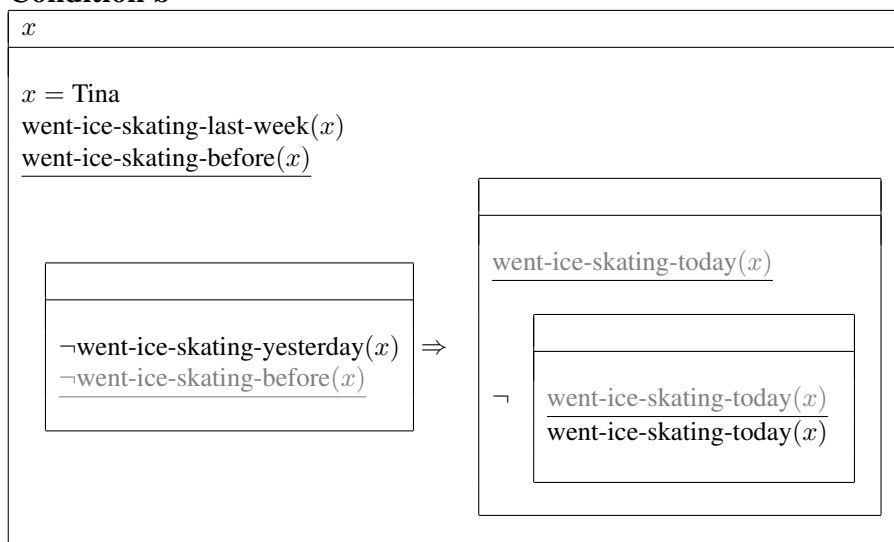 x
x = Tina
went-ice-skating-last-week(x)
went-ice-skating-before(x)
¬went-ice-skating-yesterday(x)
¬went-ice-skating-before(x)
⇒
went-ice-skating-today(x)
¬
went-ice-skating-today(x)
went-ice-skating-today(x)